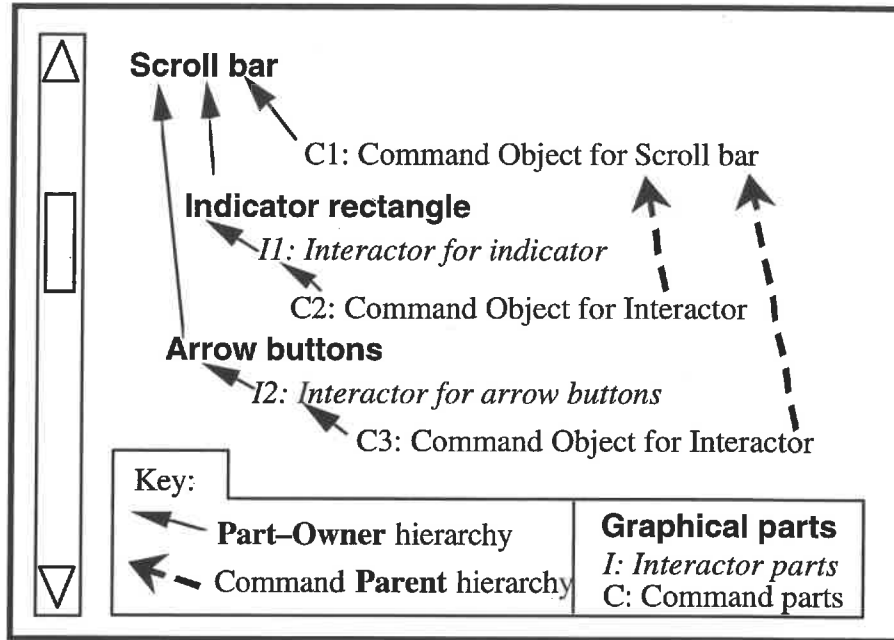 Scroll bar
C1: Command Object for Scroll bar
Indicator rectangle
I1: Interactor for indicator
C2: Command Object for Interactor
Arrow buttons
I2: Interactor for arrow buttons
C3: Command Object for Interactor
Key:
Part–Owner hierarchy
Command Parent hierarchy
Graphical parts
I: Interactor parts
C: Command parts